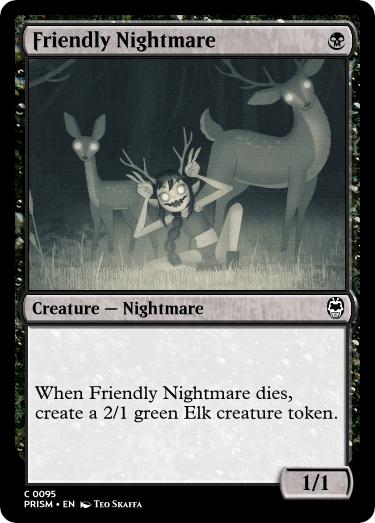 Friendly Nightmare
Creature — Nightmare
When Friendly Nightmare dies,
create a 2/1 green Elk creature token.
1/1
C 0095
PRISM • EN Teo Skaffa